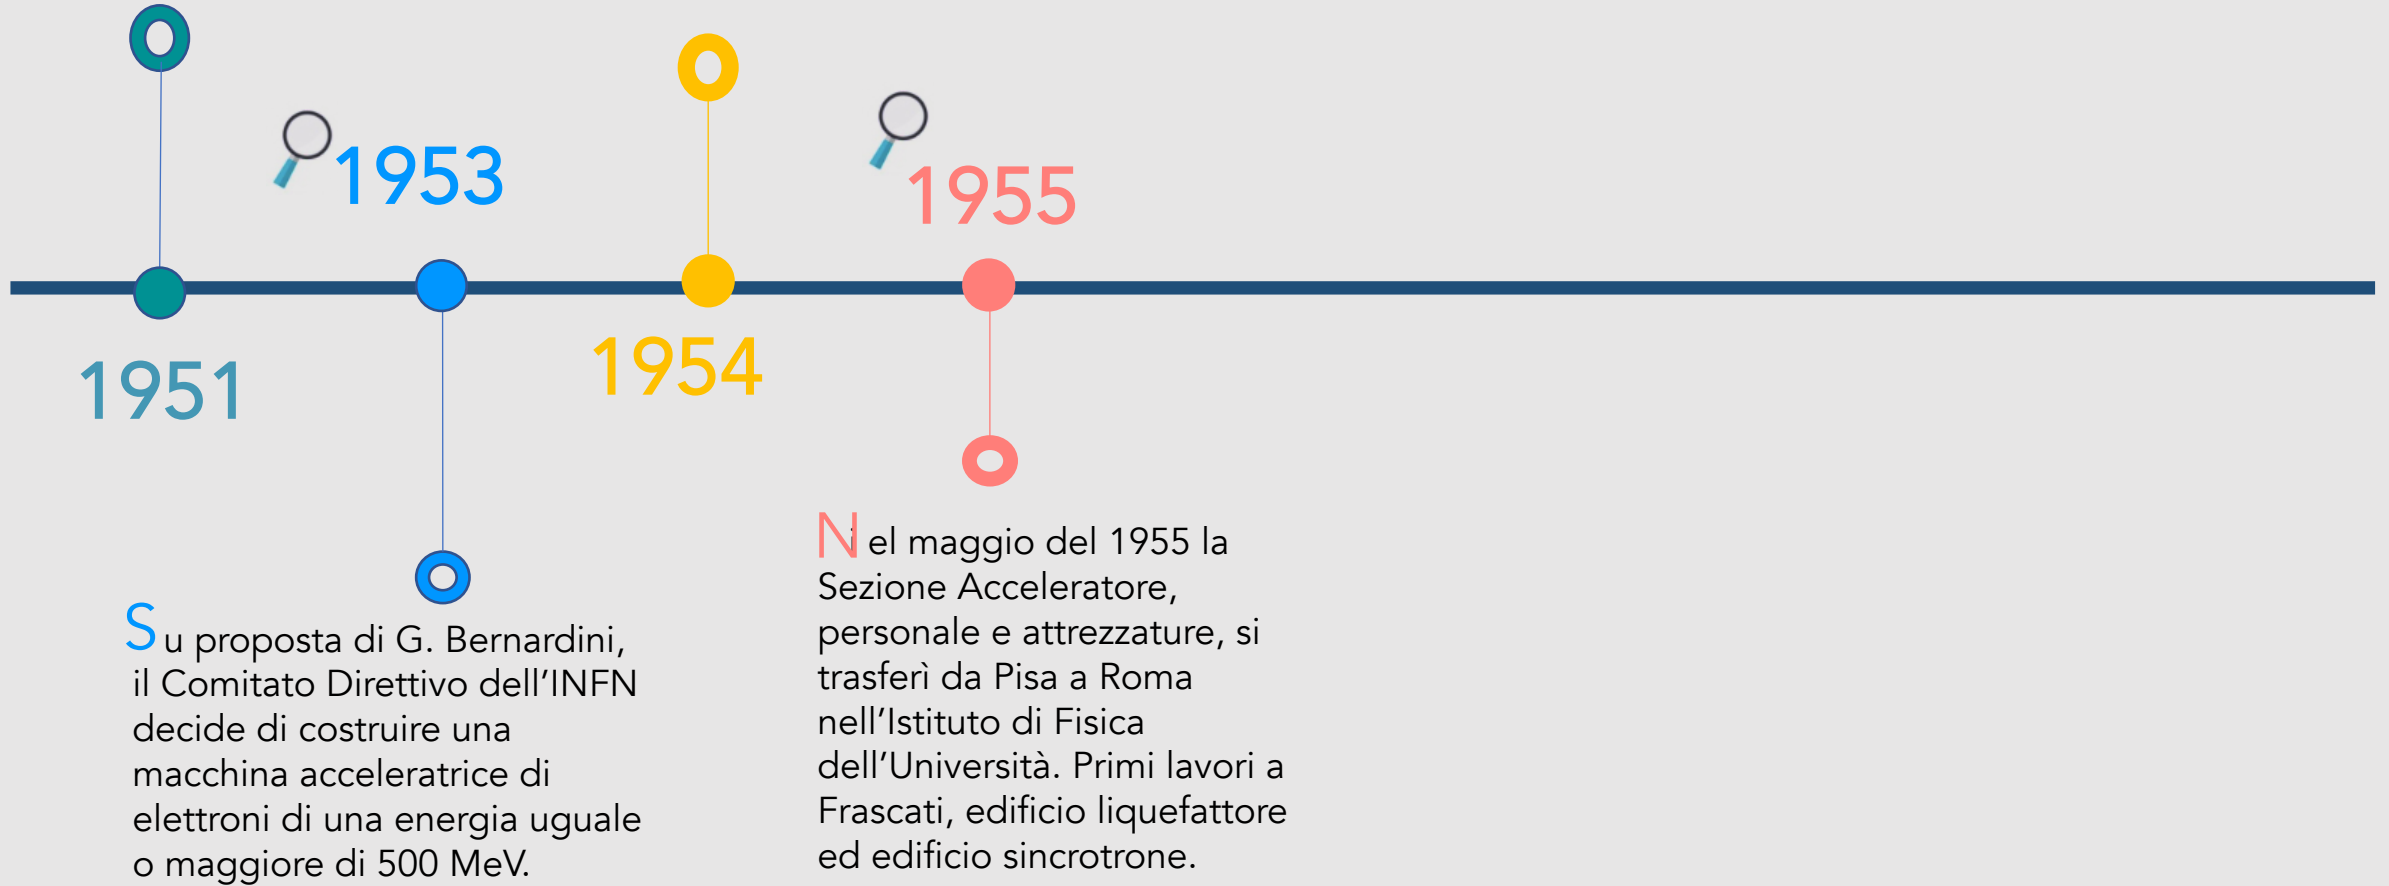 1953
1955
1951
1954
Su proposta di G. Bernardini,
il Comitato Direttivo dell’INFN
decide di costruire una
macchina acceleratrice di
elettroni di una energia uguale
o maggiore di 500 MeV.
Nel maggio del 1955 la
Sezione Acceleratore,
personale e attrezzature, si
trasferì da Pisa a Roma
nell’Istituto di Fisica
dell’Università. Primi lavori a
Frascati, edificio liquefattore
ed edificio sincrotrone.